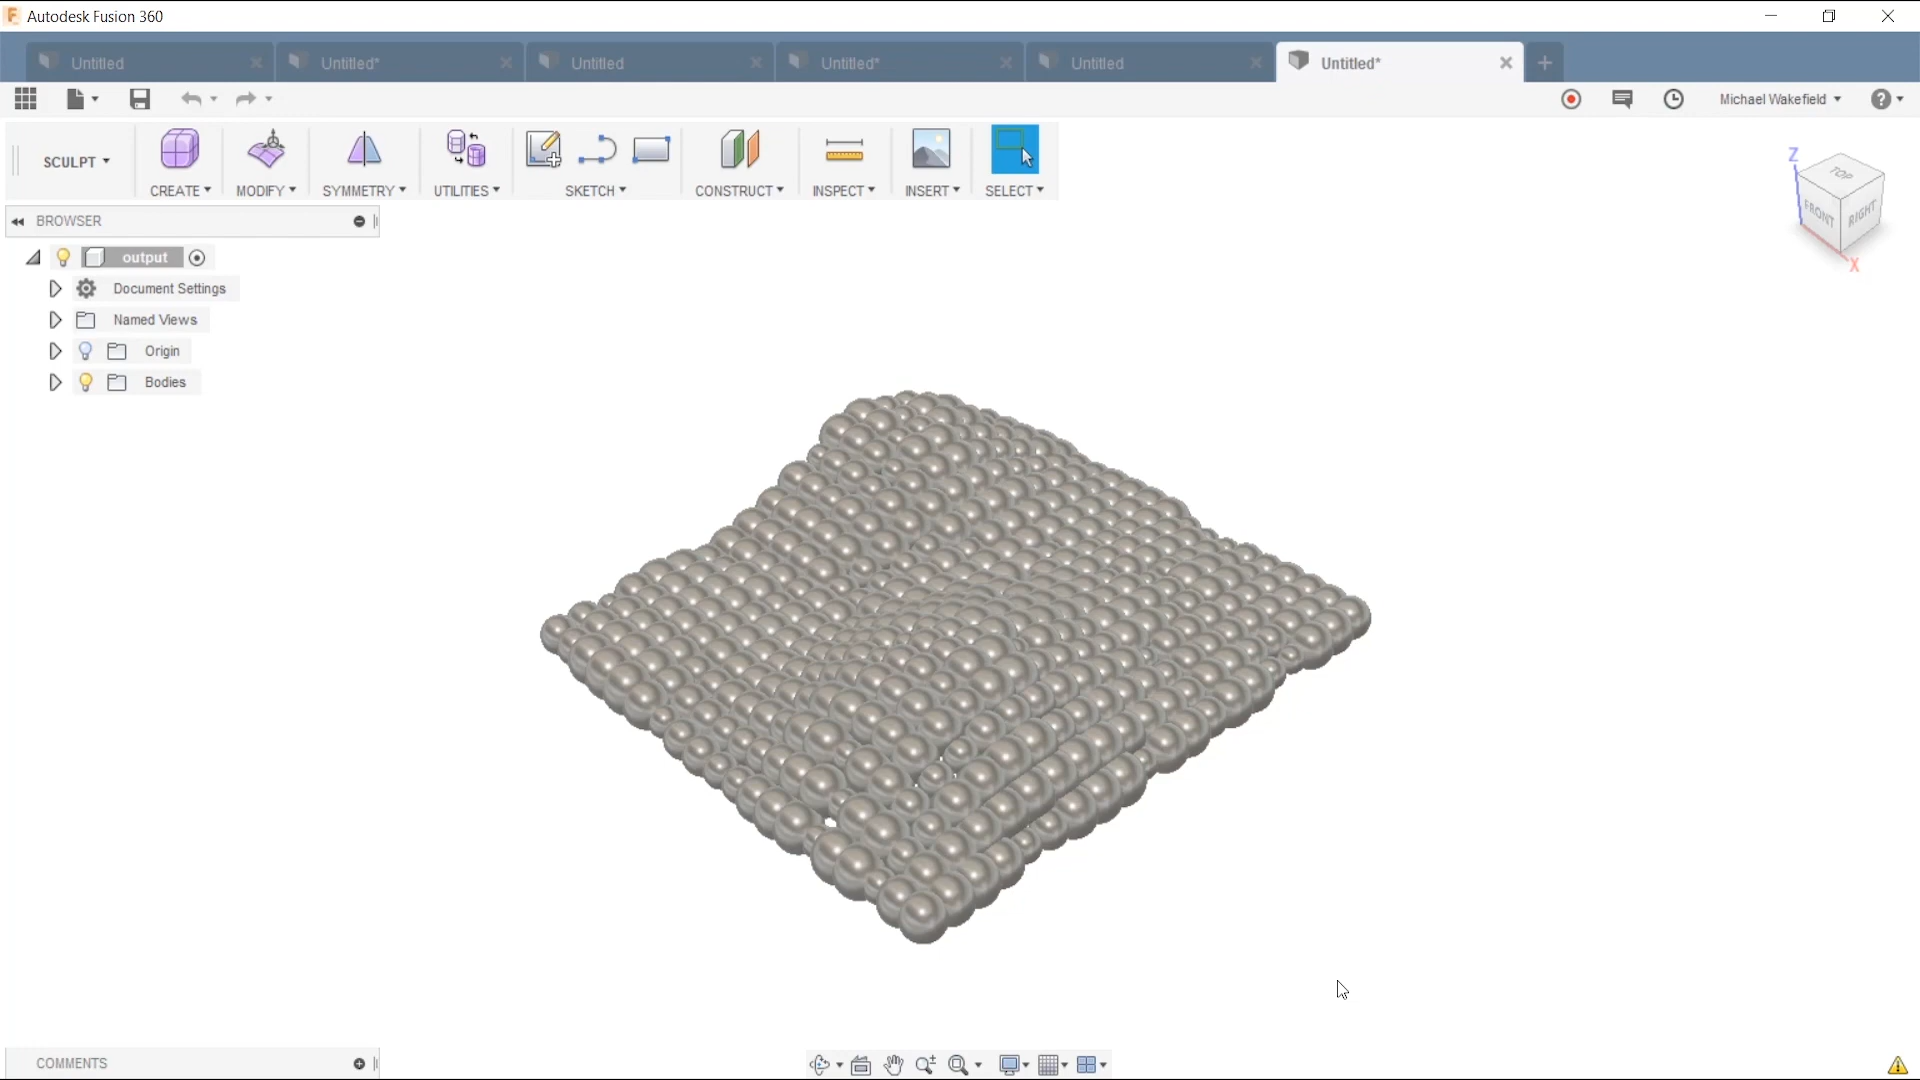 Autodesk Fusion 360
Untitled
Untitled*
Untitled
Untitled*
Untitled
Untitled*
Michael Wakefield
SCULPT
CREATE
MODIFY
SYMMETRY
UTILITIES
SKETCH
CONSTRUCT
INSPECT
INSERT
SELECT
BROWSER
output
Document Settings
Named Views
Origin
Bodies
Z
TOP
FRONT
RIGHT
X
COMMENTS